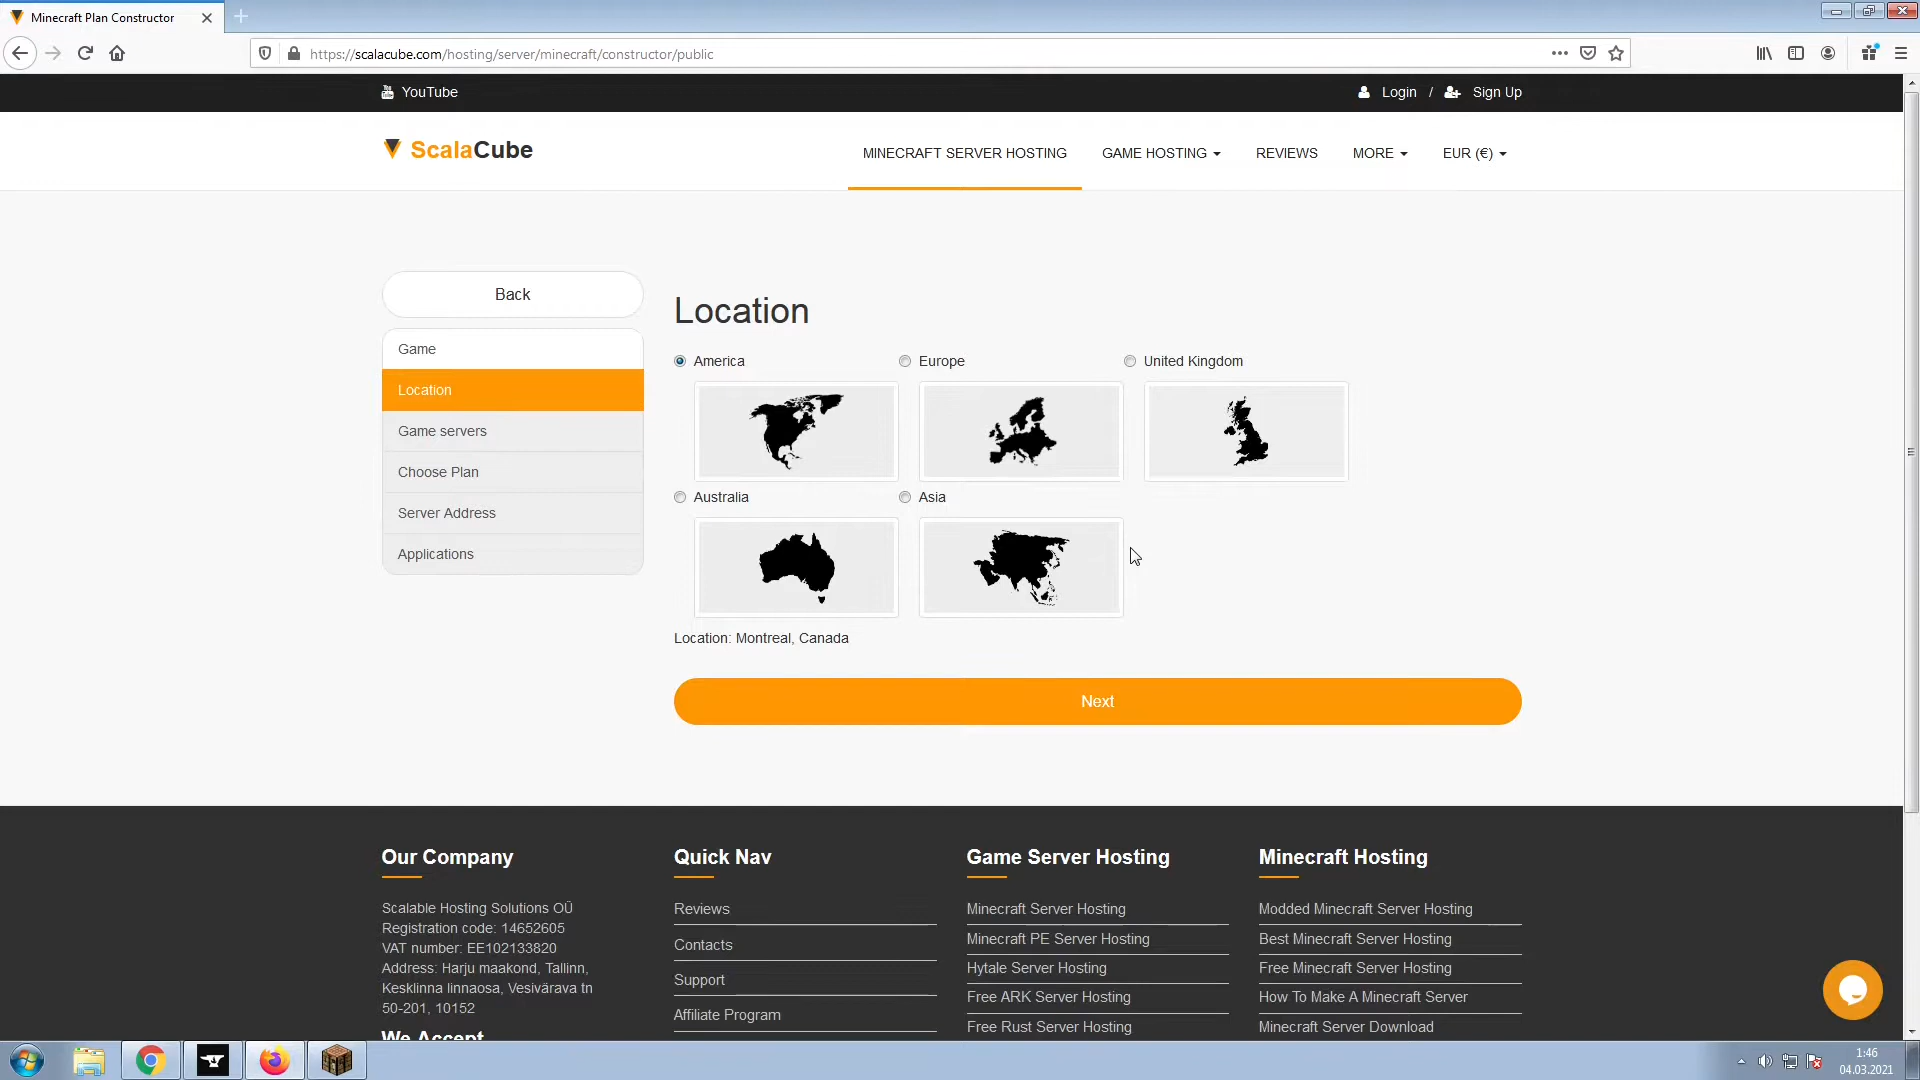 Minecraft Plan Constructor
https://scalacube.com/hosting/server/minecraft/constructor/public
YouTube
Login / Sign Up
ScalaCube
MINECRAFT SERVER HOSTING
GAME HOSTING
REVIEWS
MORE
EUR (€)
Back
Game
Location
Game servers
Choose Plan
Server Address
Applications
Location
America
Europe
United Kingdom
Australia
Asia
Location: Montreal, Canada
Next
Our Company
Scalable Hosting Solutions OÜ
Registration code: 14652605
VAT number: EE102133820
Address: Harju maakond, Tallinn,
Kesklinna linnaosa, Vesivärava tn
50-201, 10152
We Accept
Quick Nav
Reviews
Contacts
Support
Affiliate Program
Game Server Hosting
Minecraft Server Hosting
Minecraft PE Server Hosting
Hytale Server Hosting
Free ARK Server Hosting
Free Rust Server Hosting
Minecraft Hosting
Modded Minecraft Server Hosting
Best Minecraft Server Hosting
Free Minecraft Server Hosting
How To Make A Minecraft Server
Minecraft Server Download
1:46
04.03.2021